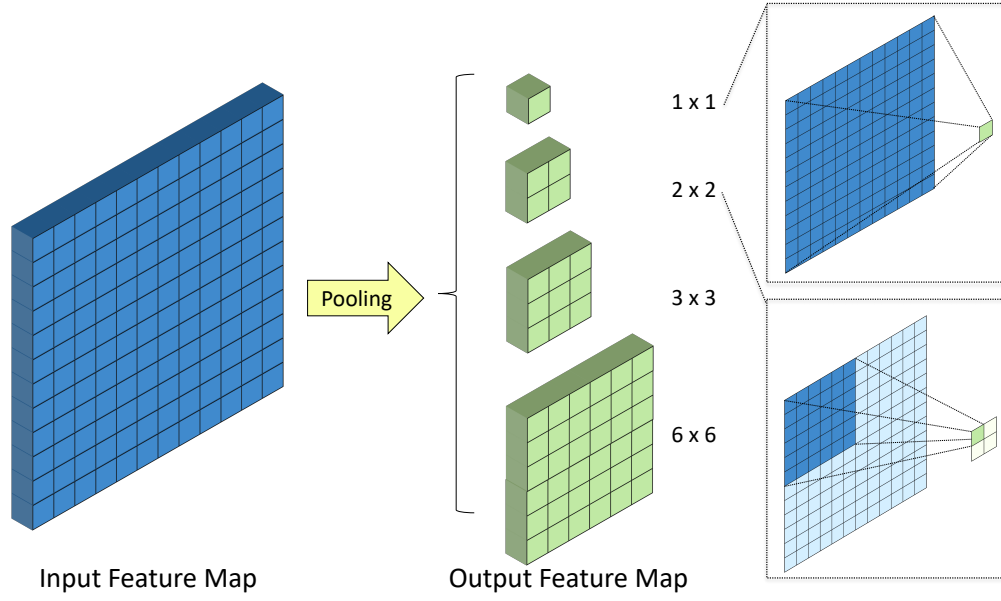 1 x 1
2 x 2
Pooling
3 x 3
6 x 6
Input Feature Map
Output Feature Map